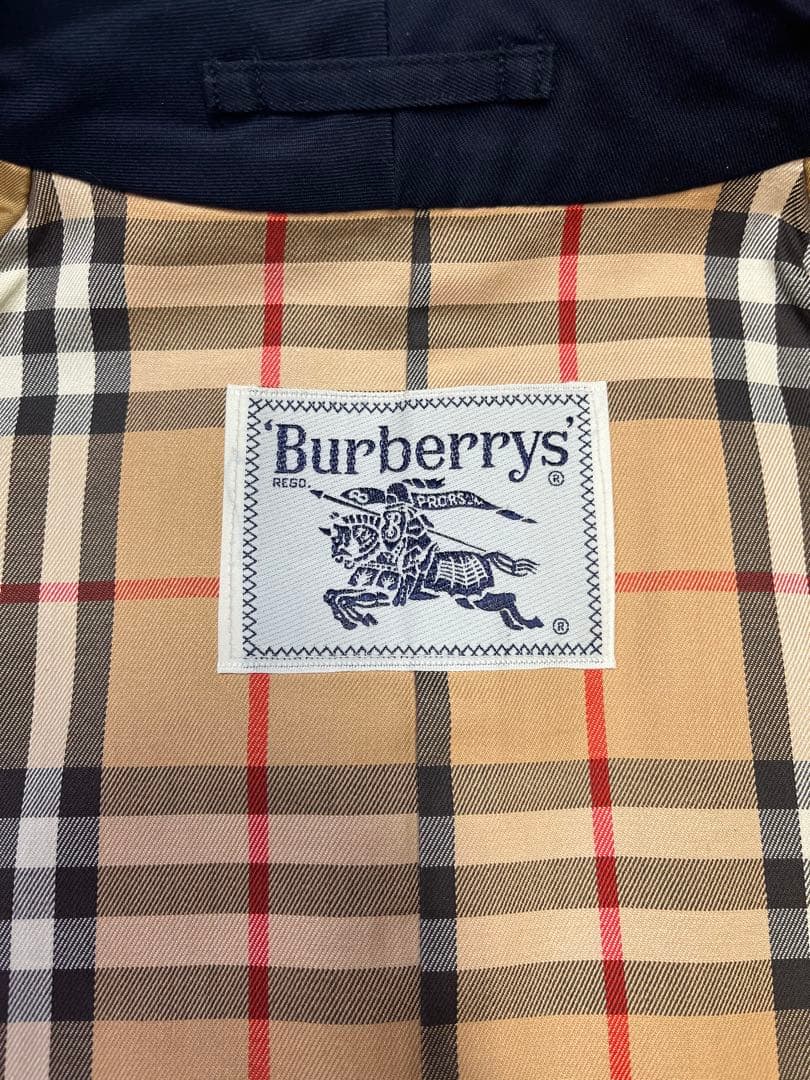 'Burberrys'
REGD.
®
PRORSUM
®